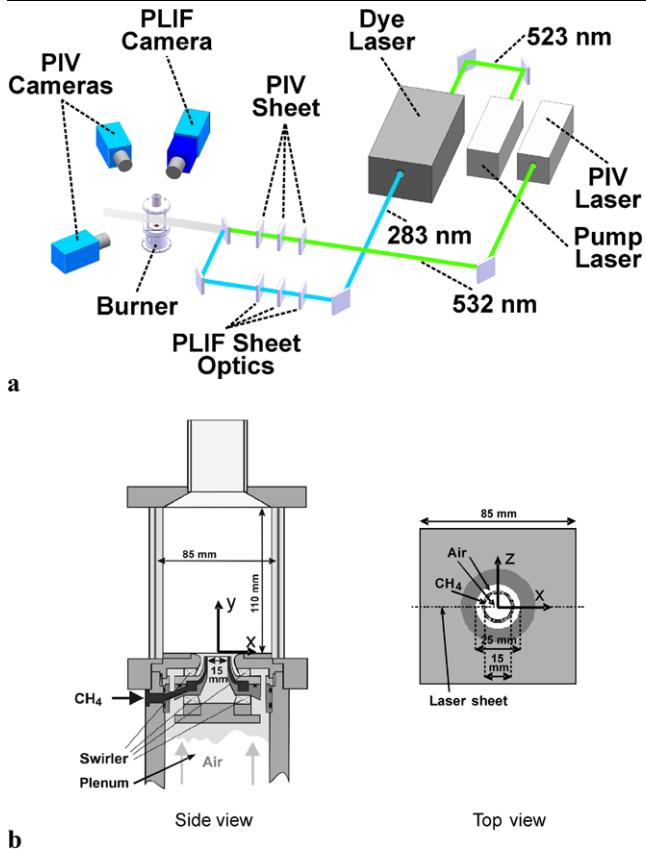 PLIF
Camera
PIV
Cameras
PIV
Sheet
Dye
Laser
523 nm
PIV
Laser
Pump
Laser
283 nm
532 nm
Burner
PLIF Sheet
Optics
a
85 mm
110 mm
y
x
15
mm
CH₄
Swirler
Plenum
Air
Side view
85 mm
Air
CH₄
Z
X
25 mm
15
mm
Laser sheet
Top view
b